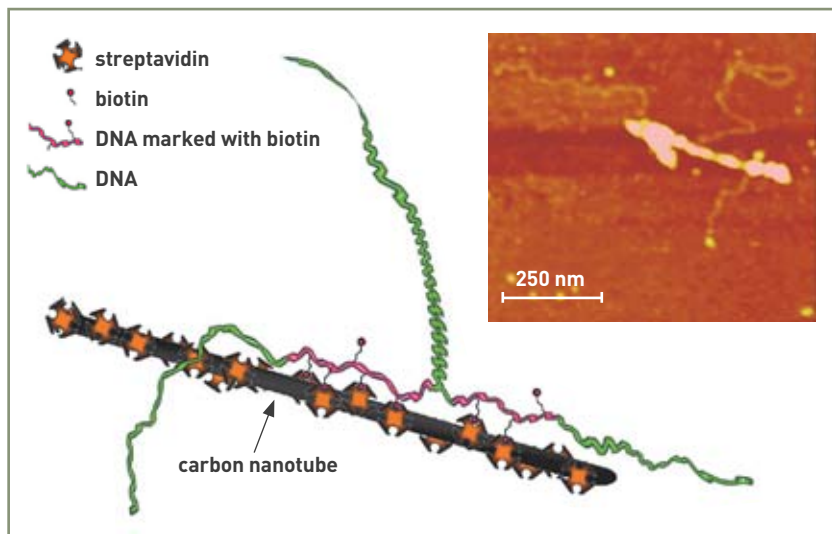 streptavidin
biotin
DNA marked with biotin
DNA
250 nm
carbon nanotube